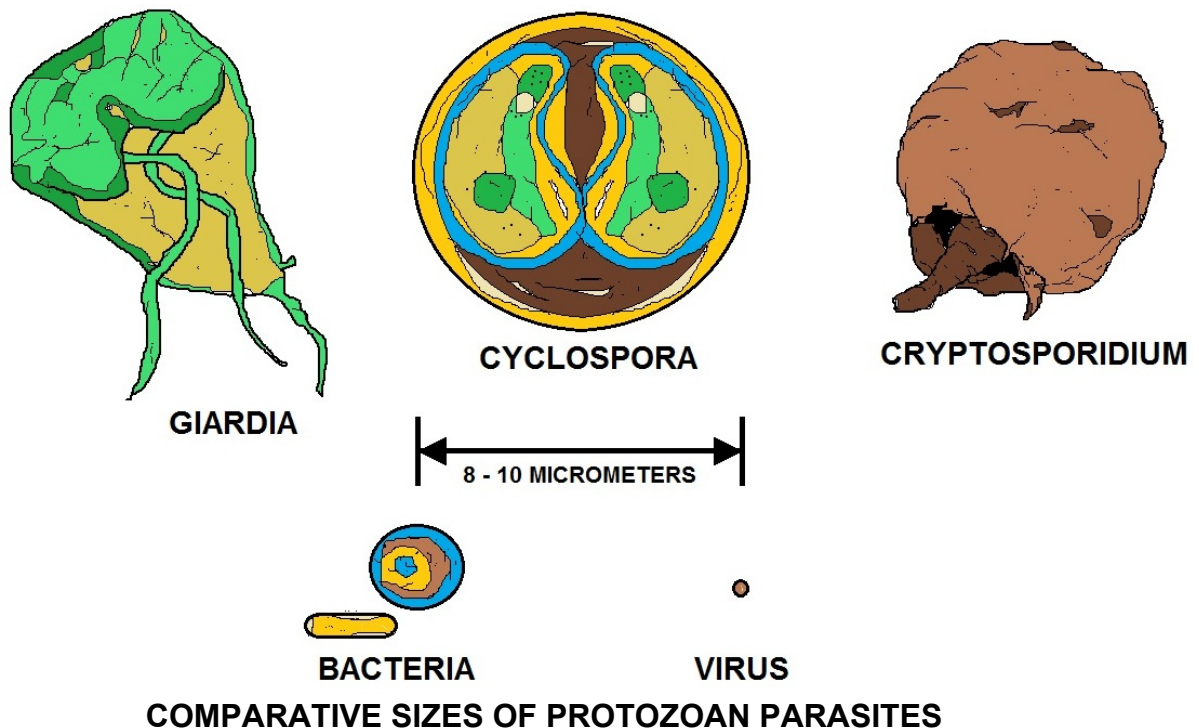 CYCLOSPORA
CRYPTOSPORIDIUM
GIARDIA
8 - 10 MICROMETERS
BACTERIA
VIRUS
COMPARATIVE SIZES OF PROTOZOAN PARASITES